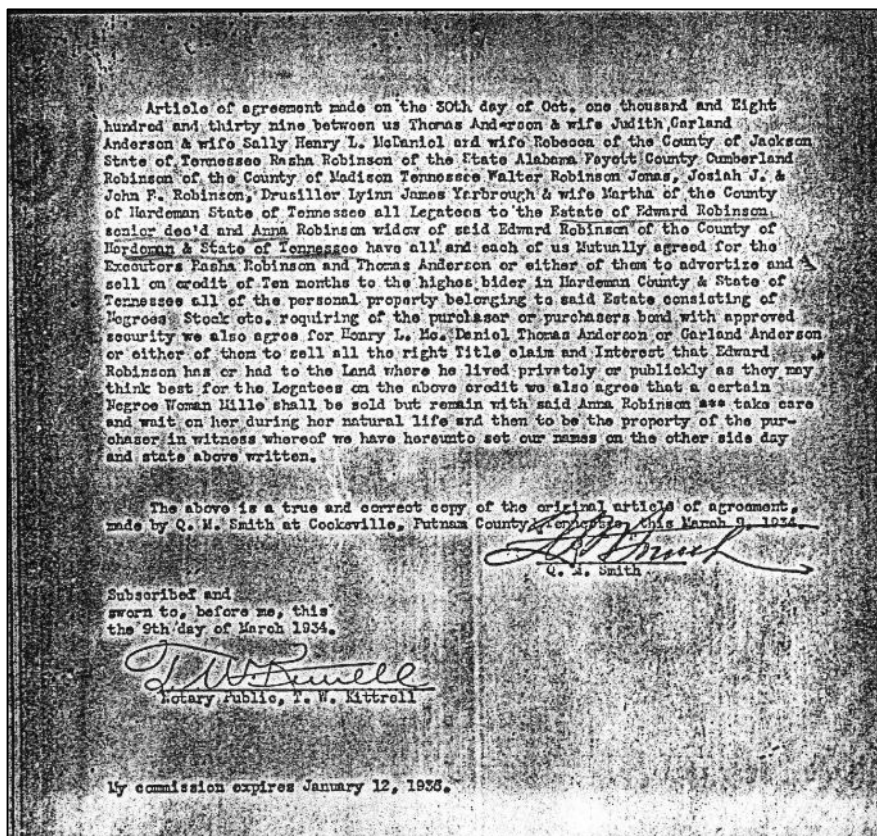 Article of agreement made on the 30th day of Oct. one thousand and Eight
hundred and thirty nine between us Thomas Anderson & wife Judith Garland
Anderson & wife Sally Henry L. McDaniel and wife Rebecca of the County of Jackson
State of Tennessee Rasha Robinson of the State Alabama Fayett County Cumberland
Robinson of the County of Madison Tennessee Walter Robinson Jonas, Josiah J. &
John F. Robinson, Drusiller Lyinn James Yarbrough & wife Martha of the County
of Hardeman State of Tennessee all Legatees to the Estate of Edward Robinson
senior dec'd and Anna Robinson widow of said Edward Robinson of the County of
Hardeman & State of Tennessee have all and each of us Mutually agreed for the
Executors Rasha Robinson and Thomas Anderson or either of them to advertize and
sell on credit of Ten months to the highes bider in Hardeman County & State of
Tennessee all of the personal property belonging to said Estate consisting of
Negroes Stock etc. requiring of the purchaser or purchasers bond with approved
security we also agree for Henry L. Mc. Daniel Thomas Anderson or Garland Anderson
or either of them to sell all the right Title claim and Interest that Edward
Robinson has or had to the Land where he lived privately or publickly as they may
think best for the Legatees on the above credit we also agree that a certain
Negroe Woman Mille shall be sold but remain with said Anna Robinson take care
and wait on her during her natural life and then to be the property of the pur-
chaser in witness whereof we have hereunto set our names on the other side day
and state above written.
The above is a true and correct copy of the original article of agreement,
made by Q. M. Smith at Cookeville, Putnam County, Tennessee, this March 9, 1934.
Q. M. Smith
Subscribed and
sworn to, before me, this
the 9th day of March 1934.
Notary Public, T. W. Kittrell
My commission expires January 12, 1936.